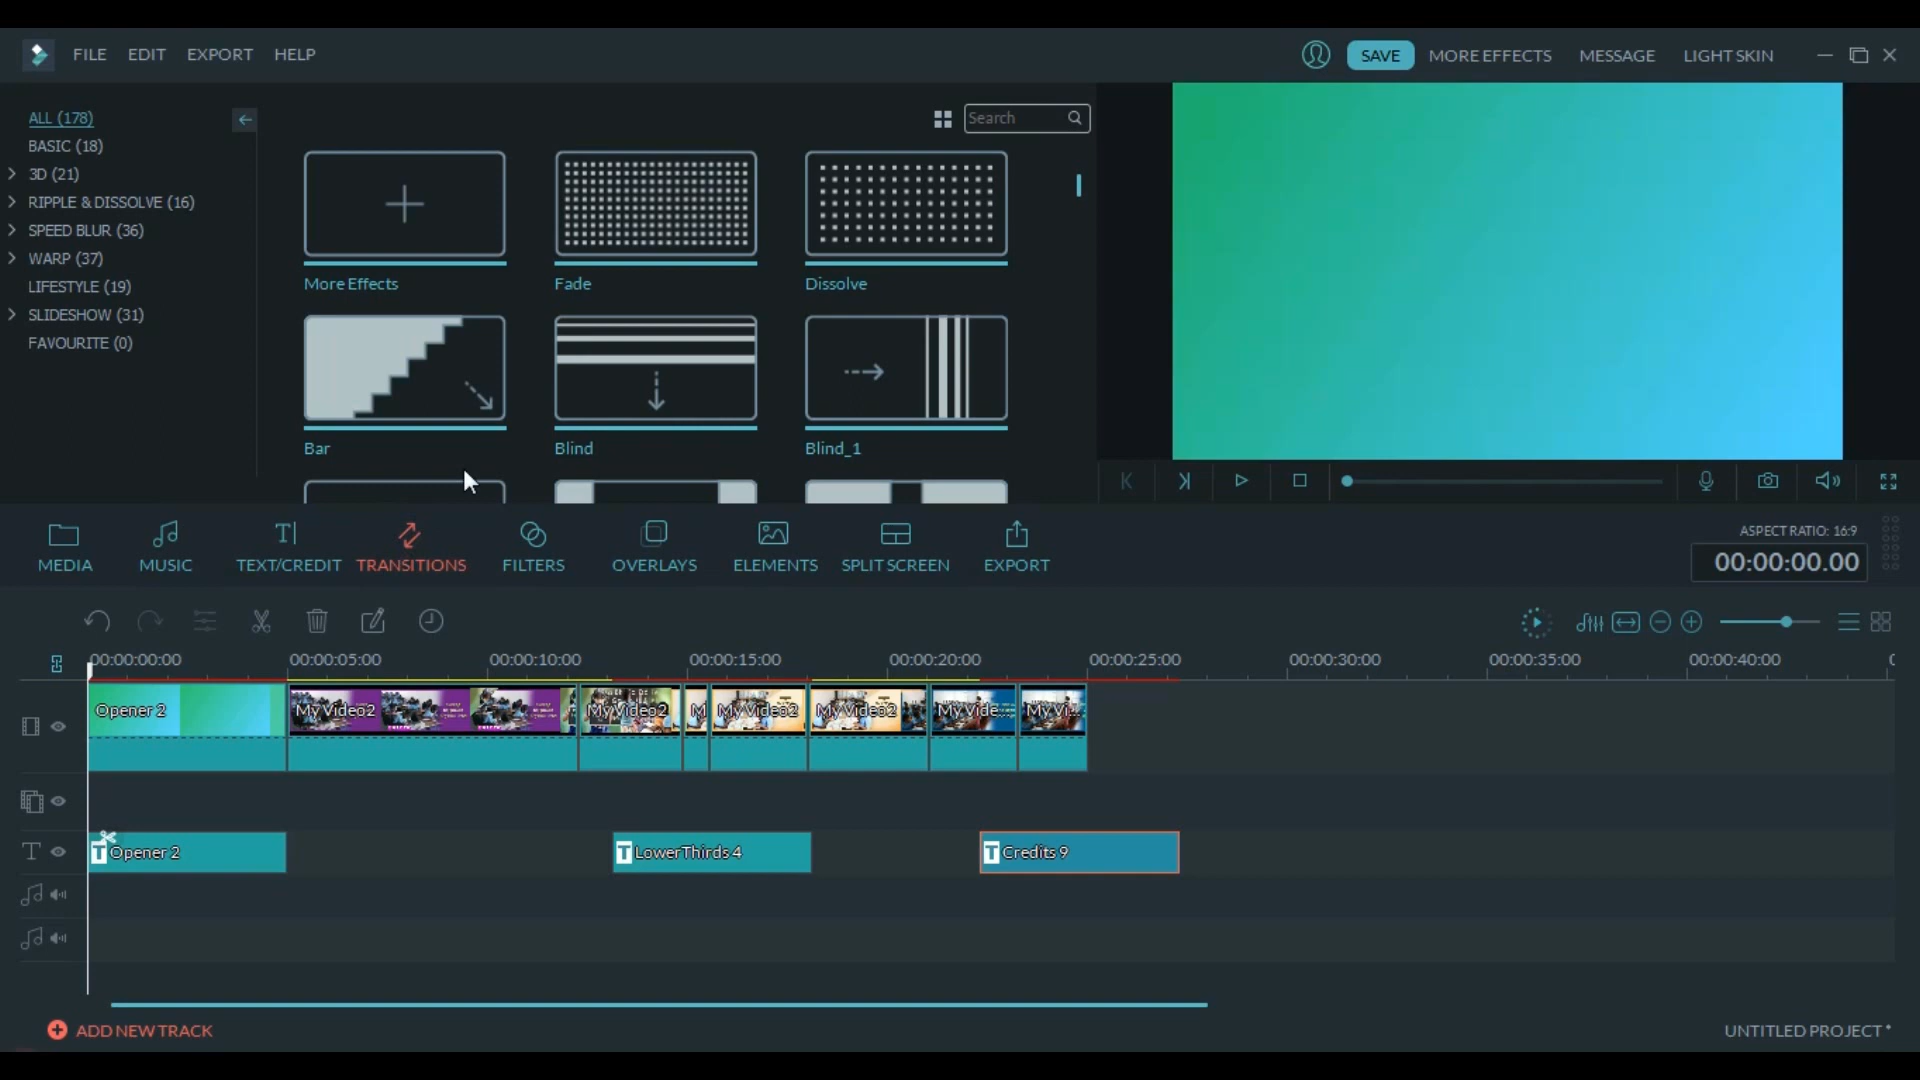 FILE EDIT EXPORT HELP
SAVE MORE EFFECTS MESSAGE LIGHT SKIN
ALL (178)
BASIC (18)
3D (21)
RIPPLE & DISSOLVE (16)
SPEED BLUR (36)
WARP (37)
LIFESTYLE (19)
SLIDESHOW (31)
FAVOURITE (0)
Search
More Effects Fade Dissolve
Bar Blind Blind_1
MEDIA MUSIC TEXT/CREDIT TRANSITIONS FILTERS OVERLAYS ELEMENTS SPLIT SCREEN EXPORT
ASPECT RATIO: 16:9
00:00:00.00
00:00:00:00 00:00:05:00 00:00:10:00 00:00:15:00 00:00:20:00 00:00:25:00 00:00:30:00 00:00:35:00 00:00:40:00
Opener 2 My Video2 My Video2 M My Video2 My Video2 My Vide... My Vi...
T Opener 2 T LowerThirds 4 T Credits 9
ADD NEW TRACK
UNTITLED PROJECT *